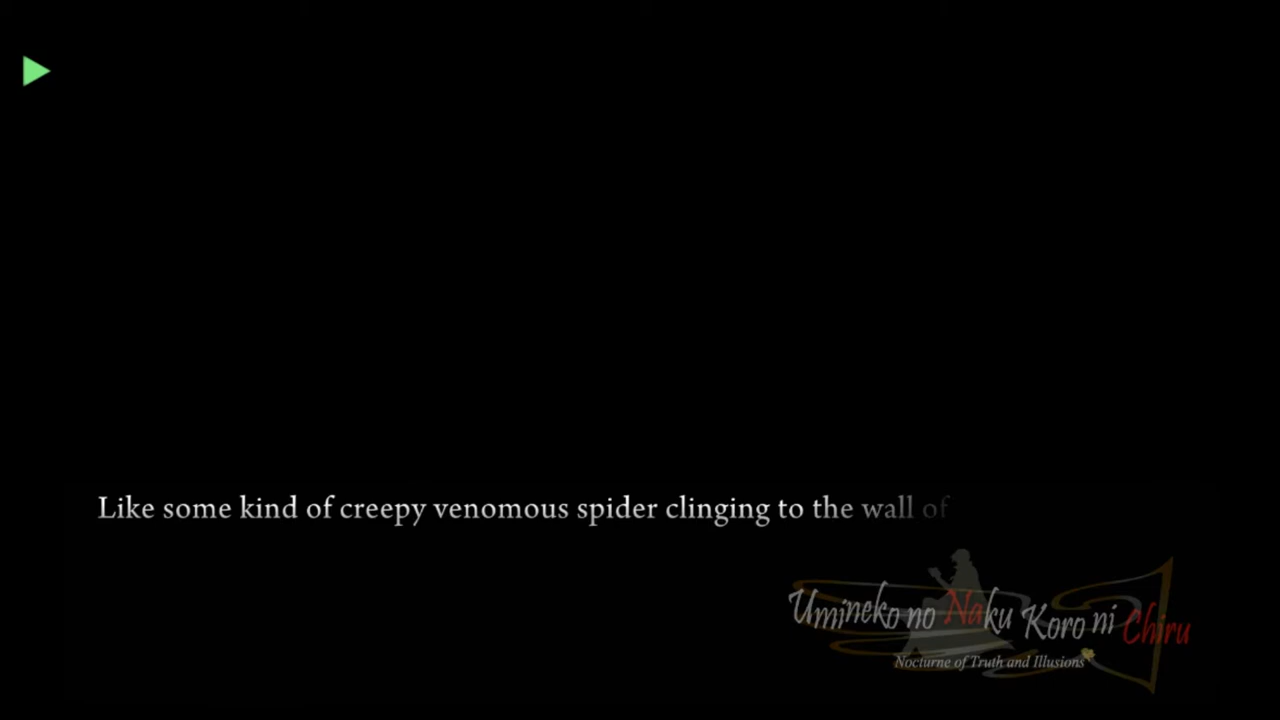 Like some kind of creepy venomous spider clinging to the wall of
Umineko no Naku Koro ni Chiru
Nocturne of Truth and Illusions